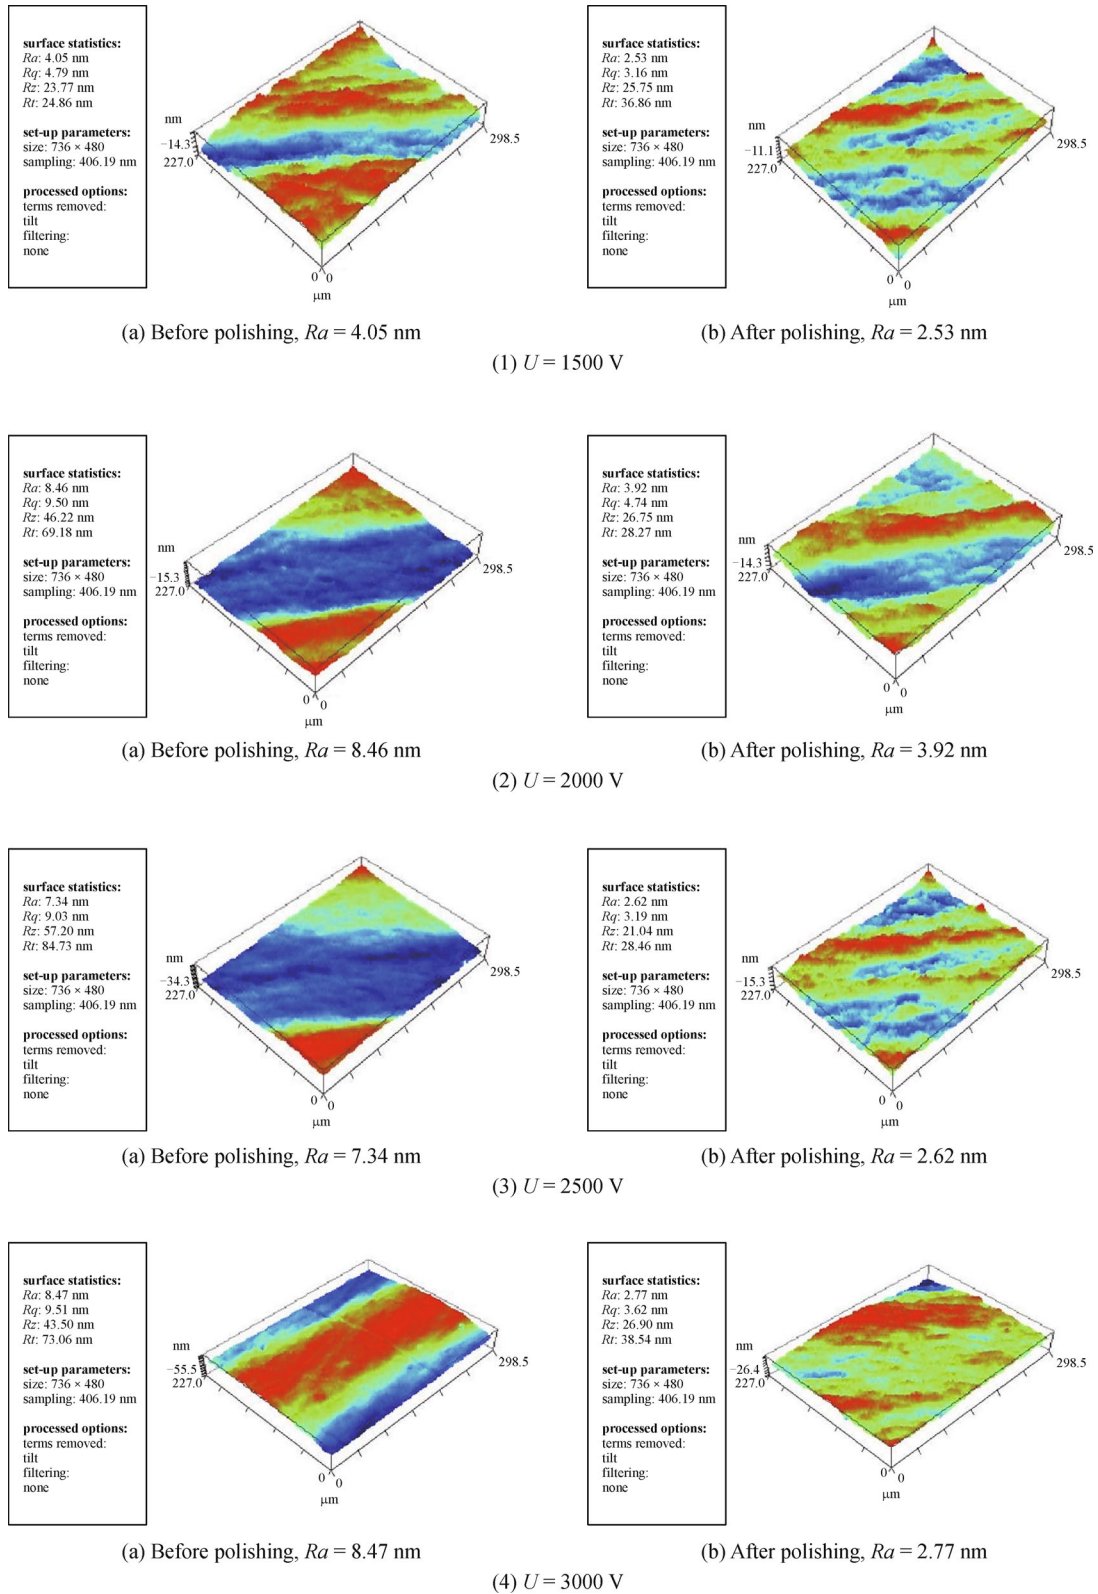 surface statistics:
Ra: 4.05 nm
Rq: 4.79 nm
Rz: 23.77 nm
Rt: 24.86 nm
set-up parameters:
size: 736 × 480
sampling: 406.19 nm
processed options:
terms removed:
tilt
filtering:
none
nm
−14.3
227.0
298.5
0 0
μm
(a) Before polishing, Ra = 4.05 nm
surface statistics:
Ra: 2.53 nm
Rq: 3.16 nm
Rz: 25.75 nm
Rt: 36.86 nm
set-up parameters:
size: 736 × 480
sampling: 406.19 nm
processed options:
terms removed:
tilt
filtering:
none
nm
−11.1
227.0
298.5
0 0
μm
(b) After polishing, Ra = 2.53 nm
(1) U = 1500 V
surface statistics:
Ra: 8.46 nm
Rq: 9.50 nm
Rz: 46.22 nm
Rt: 69.18 nm
set-up parameters:
size: 736 × 480
sampling: 406.19 nm
processed options:
terms removed:
tilt
filtering:
none
nm
−15.3
227.0
298.5
0 0
μm
(a) Before polishing, Ra = 8.46 nm
surface statistics:
Ra: 3.92 nm
Rq: 4.74 nm
Rz: 26.75 nm
Rt: 28.27 nm
set-up parameters:
size: 736 × 480
sampling: 406.19 nm
processed options:
terms removed:
tilt
filtering:
none
nm
−14.3
227.0
298.5
0 0
μm
(b) After polishing, Ra = 3.92 nm
(2) U = 2000 V
surface statistics:
Ra: 7.34 nm
Rq: 9.03 nm
Rz: 57.20 nm
Rt: 84.73 nm
set-up parameters:
size: 736 × 480
sampling: 406.19 nm
processed options:
terms removed:
tilt
filtering:
none
nm
−34.3
227.0
298.5
0 0
μm
(a) Before polishing, Ra = 7.34 nm
surface statistics:
Ra: 2.62 nm
Rq: 3.19 nm
Rz: 21.04 nm
Rt: 28.46 nm
set-up parameters:
size: 736 × 480
sampling: 406.19 nm
processed options:
terms removed:
tilt
filtering:
none
nm
−15.3
227.0
298.5
0 0
μm
(b) After polishing, Ra = 2.62 nm
(3) U = 2500 V
surface statistics:
Ra: 8.47 nm
Rq: 9.51 nm
Rz: 43.50 nm
Rt: 73.06 nm
set-up parameters:
size: 736 × 480
sampling: 406.19 nm
processed options:
terms removed:
tilt
filtering:
none
nm
−55.5
227.0
298.5
0 0
μm
(a) Before polishing, Ra = 8.47 nm
surface statistics:
Ra: 2.77 nm
Rq: 3.62 nm
Rz: 26.90 nm
Rt: 38.54 nm
set-up parameters:
size: 736 × 480
sampling: 406.19 nm
processed options:
terms removed:
tilt
filtering:
none
nm
−26.4
227.0
298.5
0 0
μm
(b) After polishing, Ra = 2.77 nm
(4) U = 3000 V